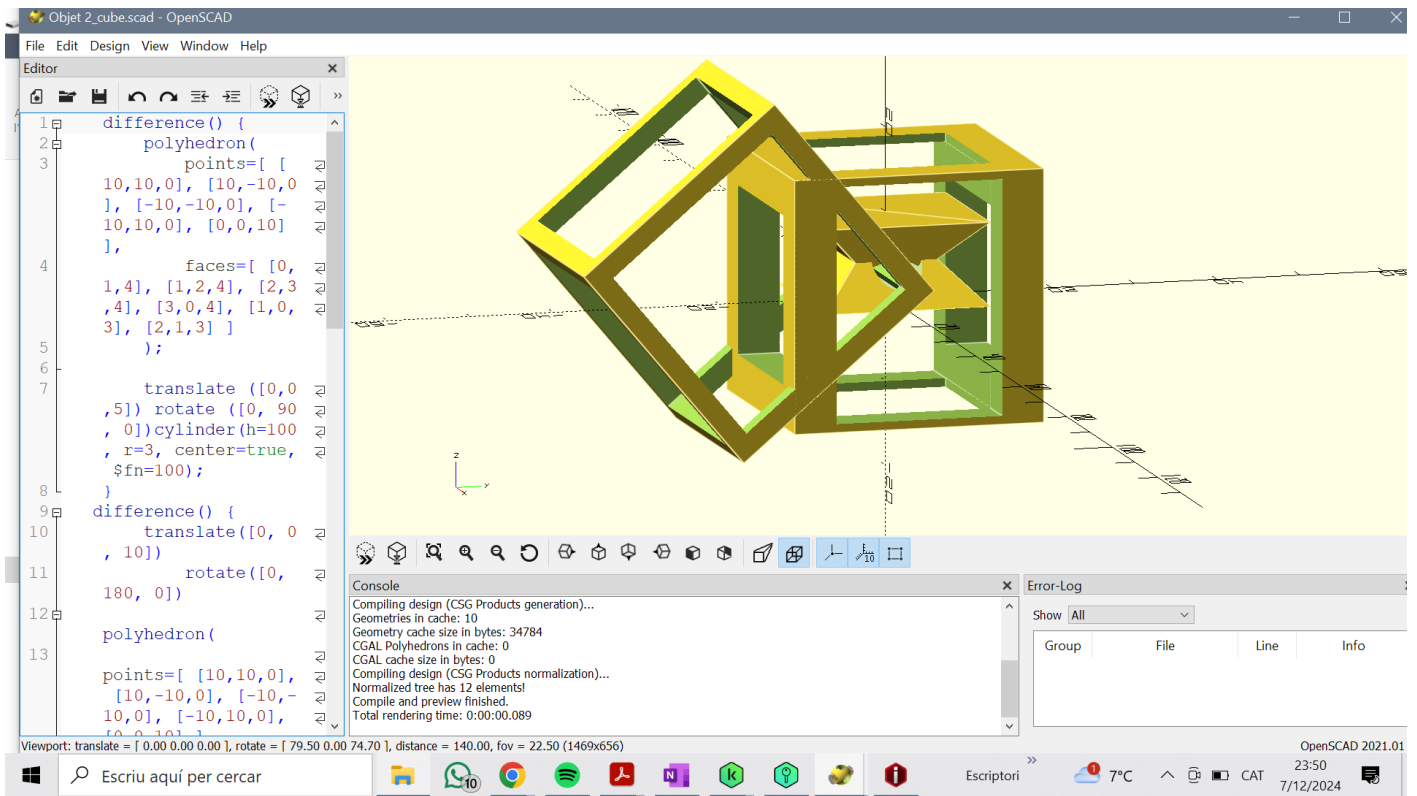 Objet 2_cube.scad - OpenSCAD
File Edit Design View Window Help
Editor
1 difference() {
2 polyhedron(
3 points=[ [
10,10,0], [10,-10,0
], [-10,-10,0], [-
10,10,0], [0,0,10]
],
4 faces=[ [0,
1,4], [1,2,4], [2,3
,4], [3,0,4], [1,0,
3], [2,1,3] ]
5 );
6
7 translate ([0,0
,5]) rotate ([0, 90
, 0])cylinder(h=100
, r=3, center=true,
$fn=100);
8 }
9 difference() {
10 translate([0, 0
, 10])
11 rotate([0,
180, 0])
12
polyhedron(
13
points=[ [10,10,0],
[10,-10,0], [-10,-
10,0], [-10,10,0],
[0,0,10] ]
z
y
x
10
Console
Compiling design (CSG Products generation)...
Geometries in cache: 10
Geometry cache size in bytes: 34784
CGAL Polyhedrons in cache: 0
CGAL cache size in bytes: 0
Compiling design (CSG Products normalization)...
Normalized tree has 12 elements!
Compile and preview finished.
Total rendering time: 0:00:00.089
Error-Log
Show All
Group File Line Info
Viewport: translate = [ 0.00 0.00 0.00 ], rotate = [ 79.50 0.00 74.70 ], distance = 140.00, fov = 22.50 (1469x656)
OpenSCAD 2021.01
Escriu aquí per cercar
10
N
k
Escriptori
1
7°C
CAT
23:50
7/12/2024